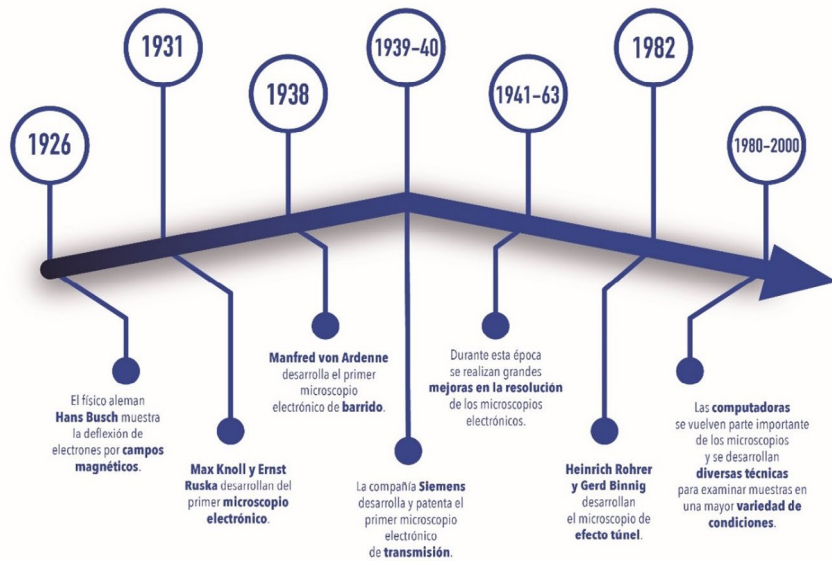 1926
El físico aleman
Hans Busch muestra
la deflexión de
electrones por campos
magnéticos.
1931
Max Knoll y Ernst
Ruska desarrollan del
primer microscopio
electrónico.
1938
Manfred von Ardenne
desarrolla el primer
microscopio
electrónico de barrido.
1939–40
La compañía Siemens
desarrolla y patenta el
primer microscopio
electrónico
de transmisión.
1941–63
Durante esta época
se realizan grandes
mejoras en la resolución
de los microscopios
electrónicos.
1982
Heinrich Rohrer
y Gerd Binnig
desarrollan
el microscopio de
efecto túnel.
1980–2000
Las computadoras
se vuelven parte importante
de los microscopios
y se desarrollan
diversas técnicas
para examinar muestras en
una mayor variedad de
condiciones.